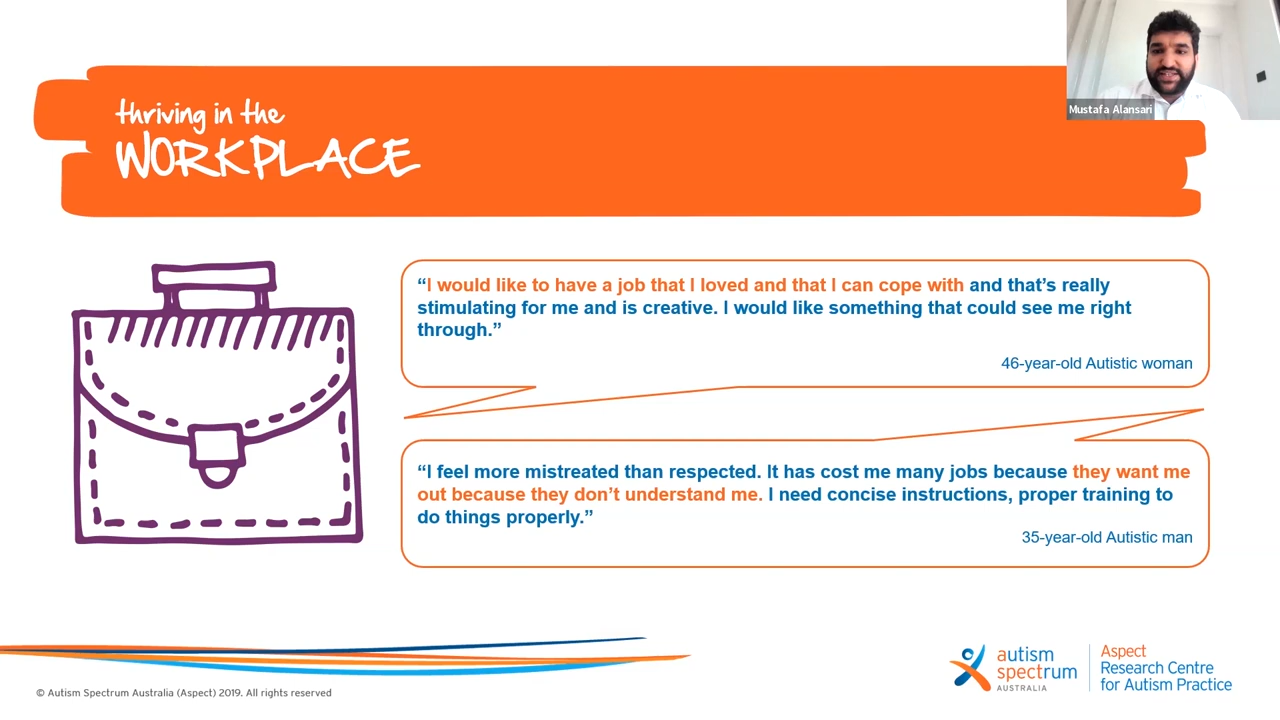 Mustafa Alansari
thriving in the
WORKPLACE
“I would like to have a job that I loved and that I can cope with and that’s really
stimulating for me and is creative. I would like something that could see me right
through.”
46-year-old Autistic woman
“I feel more mistreated than respected. It has cost me many jobs because they want me
out because they don’t understand me. I need concise instructions, proper training to
do things properly.”
35-year-old Autistic man
© Autism Spectrum Australia (Aspect) 2019. All rights reserved
autism
spectrum
AUSTRALIA
Aspect
Research Centre
for Autism Practice